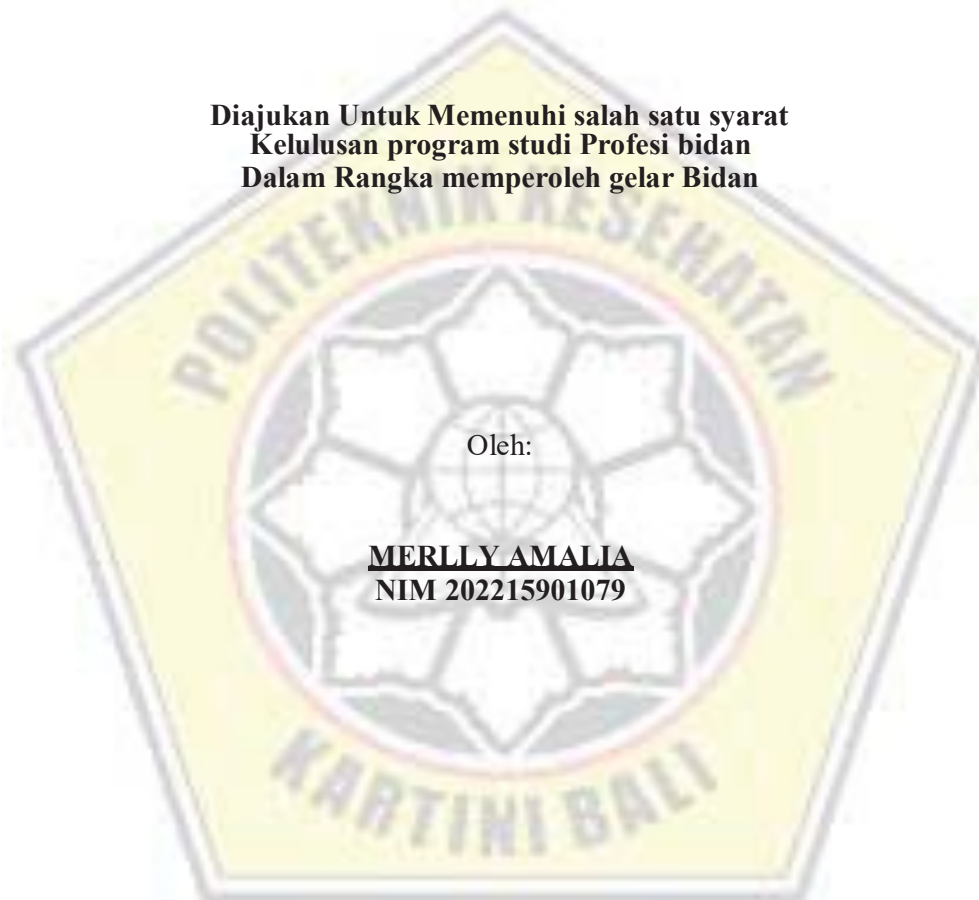 Diajukan Untuk Memenuhi salah satu syarat
Kelulusan program studi Profesi bidan
Dalam Rangka memperoleh gelar Bidan
POLITEKNIK KESEHATAN
Oleh:
MERLLY AMALIA
NIM 202215901079
KARTINI BALI